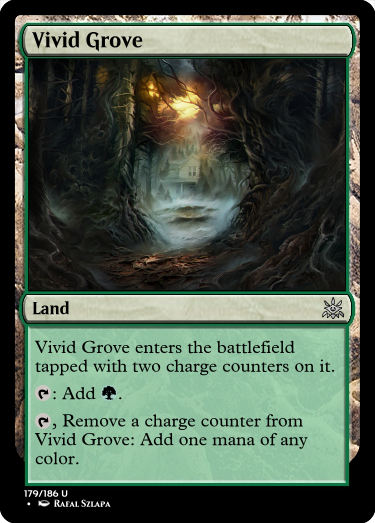 Vivid Grove
Land
Vivid Grove enters the battlefield
tapped with two charge counters on it.
: Add .
, Remove a charge counter from
Vivid Grove: Add one mana of any
color.
179/186 U
• Rafal Szlapa